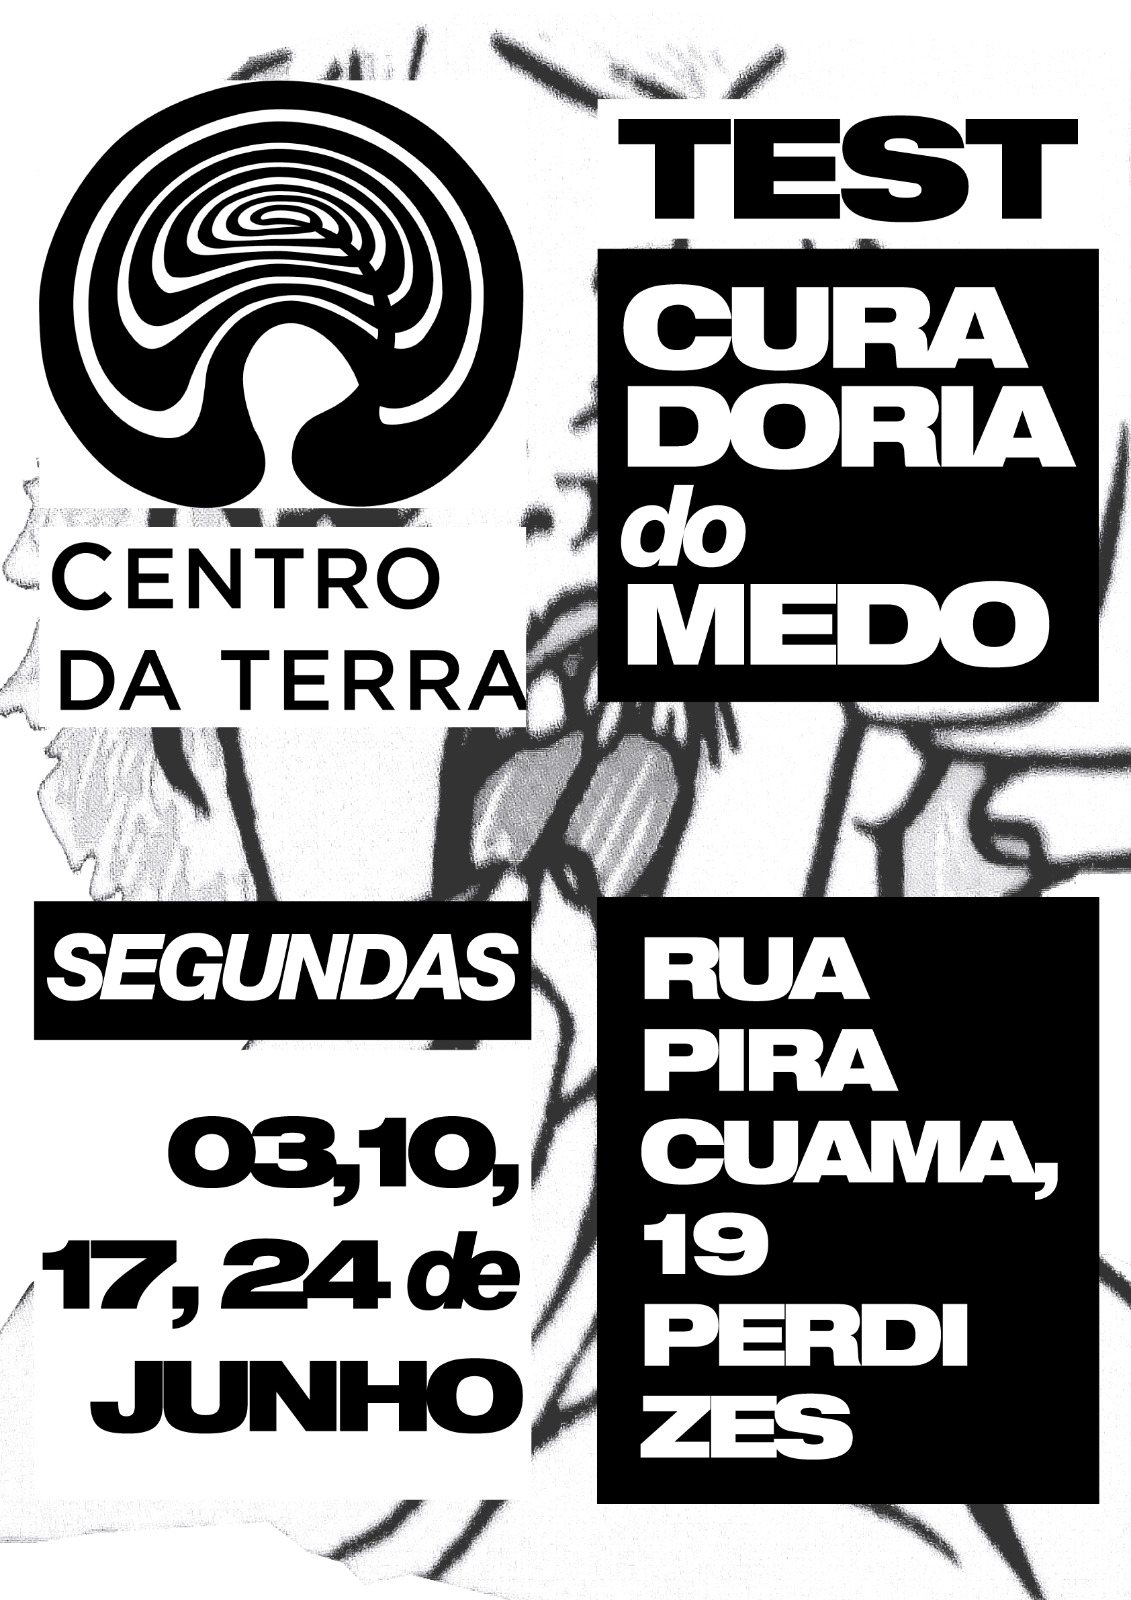 CENTRO
DA TERRA
TEST
CURA
DORIA
do
MEDO
SEGUNDAS
03,10,
17, 24 de
JUNHO
RUA
PIRA
CUAMA,
19
PERDI
ZES